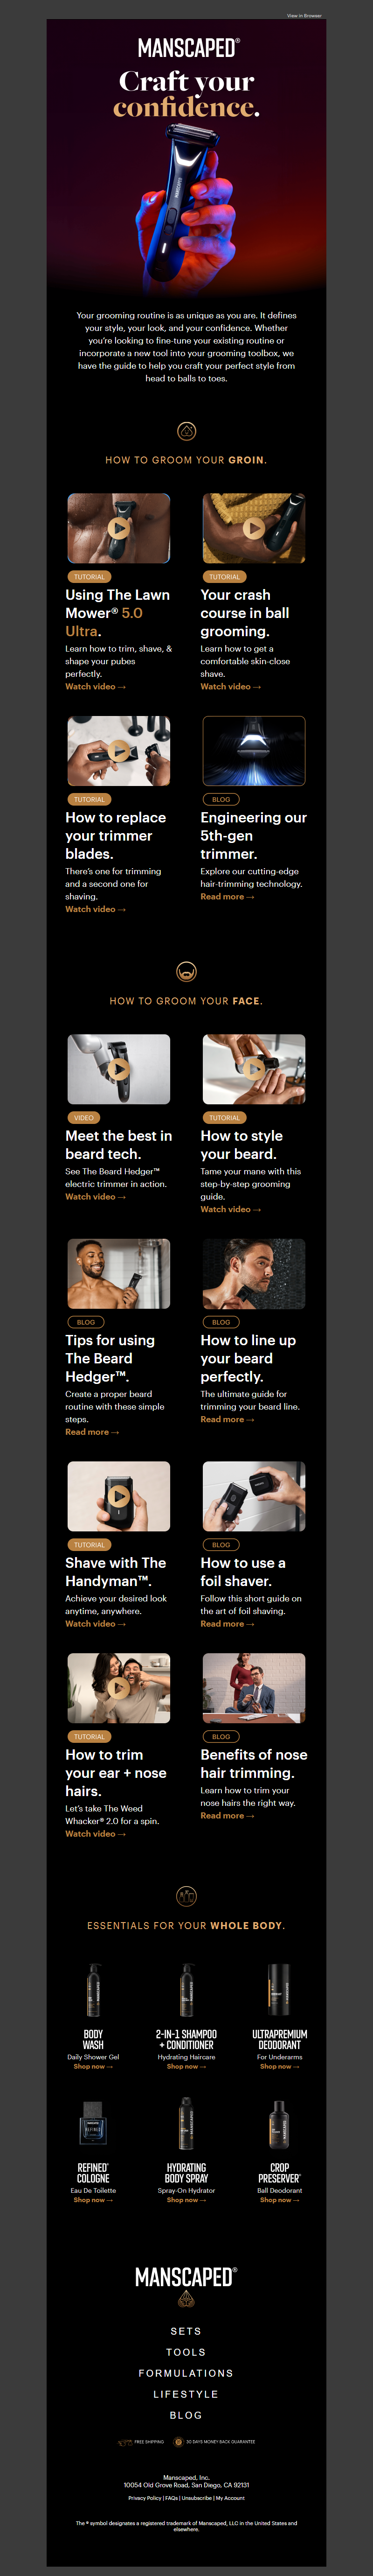 View in Browser
MANSCAPED®
Craft your
confidence.
MANSCAPED
Your grooming routine is as unique as you are. It defines
your style, your look, and your confidence. Whether
you're looking to fine-tune your existing routine or
incorporate a new tool into your grooming toolbox, we
have the guide to help you craft your perfect style from
head to balls to toes.
HOW TO GROOM YOUR GROIN.
TUTORIAL
Using The Lawn
Mower® 5.0
Ultra.
Learn how to trim, shave, &
shape your pubes
perfectly.
Watch video →
TUTORIAL
Your crash
course in ball
grooming.
Learn how to get a
comfortable skin-close
shave.
Watch video →
TUTORIAL
How to replace
your trimmer
blades.
There's one for trimming
and a second one for
shaving.
Watch video →
BLOG
Engineering our
5th-gen
trimmer.
Explore our cutting-edge
hair-trimming technology.
Read more →
HOW TO GROOM YOUR FACE.
VIDEO
Meet the best in
beard tech.
See The Beard Hedger™
electric trimmer in action.
Watch video →
TUTORIAL
How to style
your beard.
Tame your mane with this
step-by-step grooming
guide.
Watch video →
BLOG
Tips for using
The Beard
Hedger™.
Create a proper beard
routine with these simple
steps.
Read more →
BLOG
How to line up
your beard
perfectly.
The ultimate guide for
trimming your beard line.
Read more →
TUTORIAL
Shave with The
Handyman™.
Achieve your desired look
anytime, anywhere.
Watch video →
BLOG
How to use a
foil shaver.
Follow this short guide on
the art of foil shaving.
Read more →
TUTORIAL
How to trim
your ear + nose
hairs.
Let's take The Weed
Whacker® 2.0 for a spin.
Watch video →
BLOG
Benefits of nose
hair trimming.
Learn how to trim your
nose hairs the right way.
Read more →
ESSENTIALS FOR YOUR WHOLE BODY.
BODY
WASH
Daily Shower Gel
Shop now →
2-IN-1 SHAMPOO
+ CONDITIONER
Hydrating Haircare
Shop now →
ULTRAPREMIUM
DEODORANT
For Underarms
Shop now →
REFINED®
COLOGNE
Eau De Toilette
Shop now →
HYDRATING
BODY SPRAY
Spray-On Hydrator
Shop now →
CROP
PRESERVER®
Ball Deodorant
Shop now →
MANSCAPED®
SETS
TOOLS
FORMULATIONS
LIFESTYLE
BLOG
FREE SHIPPING
30 DAYS MONEY BACK GUARANTEE
Manscaped, Inc.
10054 Old Grove Road, San Diego, CA 92131
Privacy Policy | FAQs | Unsubscribe | My Account
The ® symbol designates a registered trademark of Manscaped, LLC in the United States and
elsewhere.